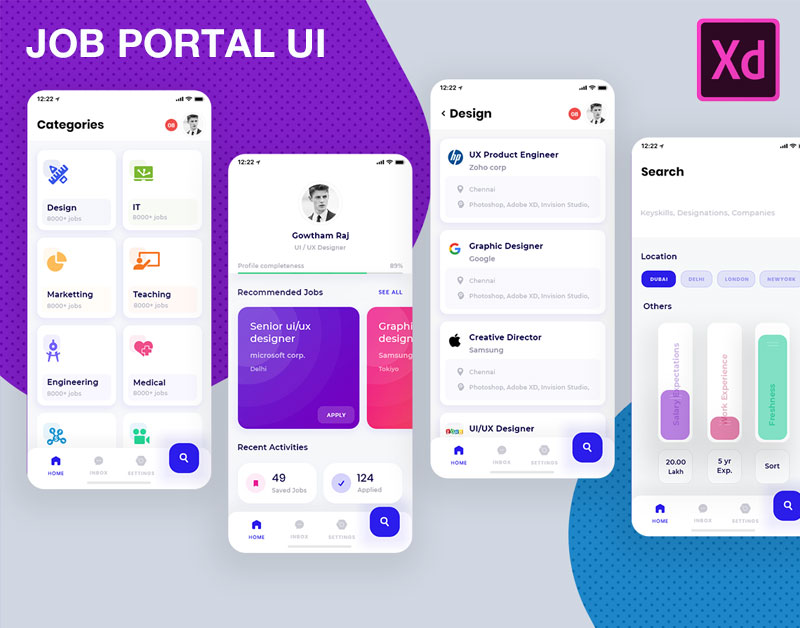 JOB PORTAL UI
Xd
12:22
Categories
08
Design
8000+ jobs
IT
8000+ jobs
Marketting
8000+ jobs
Teaching
8000+ jobs
Engineering
8000+ jobs
Medical
8000+ jobs
HOME
INBOX
SETTINGS
12:22
Gowtham Raj
UI / UX Designer
Profile completeness
89%
Recommended Jobs
SEE ALL
Senior ui/ux
designer
microsoft corp.
Delhi
APPLY
Graphi
design
Samsung
Tokiyo
Recent Activities
49
Saved Jobs
124
Applied
HOME
INBOX
SETTINGS
12:22
< Design
08
hp
UX Product Engineer
Zoho corp
Chennai
Photoshop, Adobe XD, Invision Studio,
G
Graphic Designer
Google
Chennai
Photoshop, Adobe XD, Invision Studio,
Creative Director
Samsung
Chennai
Photoshop, Adobe XD, Invision Studio,
UI/UX Designer
HOME
INBOX
SETTINGS
12:22
Search
Keyskills, Designations, Companies
Location
DUBAI
DELHI
LONDON
NEWYORK
Others
Salary Expectations
Work Experience
Freshness
20.00
Lakh
5 yr
Exp.
Sort
HOME
INBOX
SETTINGS